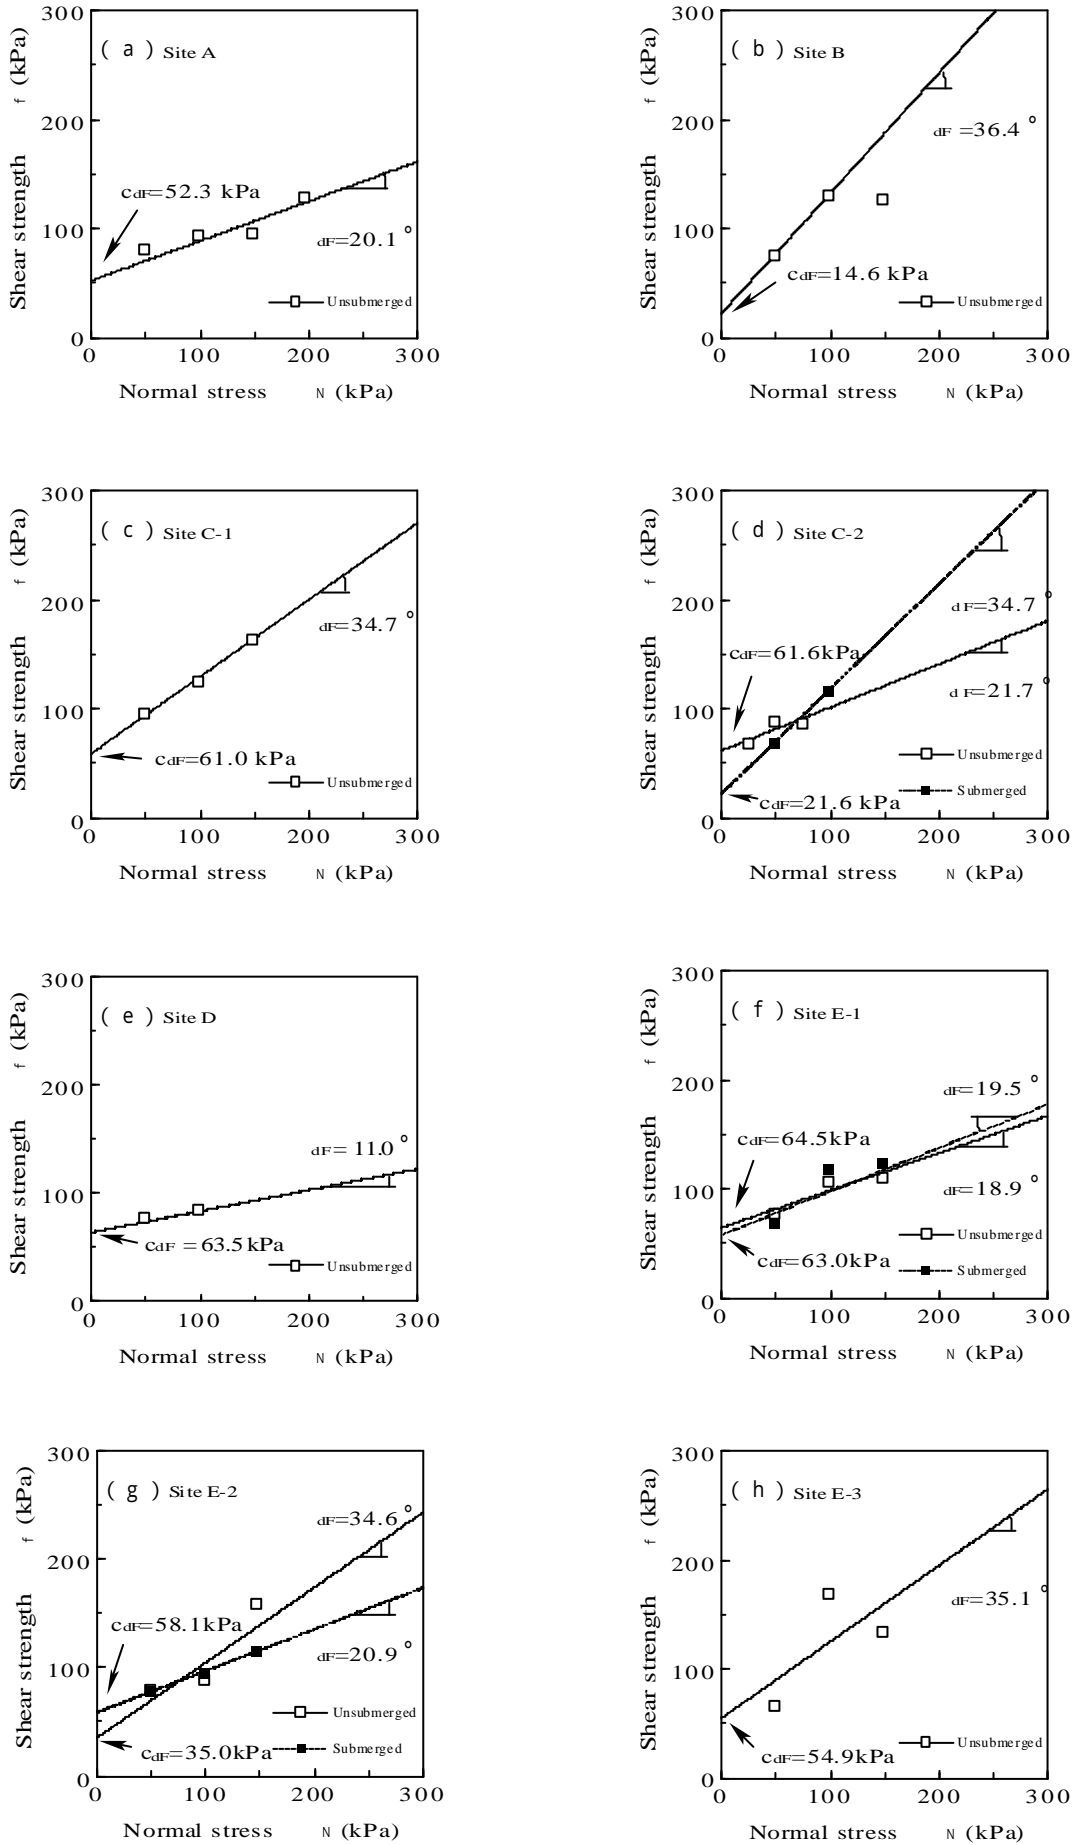 300
200
100
0
0 100 200 300
Shear strength f (kPa)
( a ) Site A
cdF=52.3 kPa
dF=20.1 °
Unsubmerged
Normal stress N (kPa)
300
200
100
0
0 100 200 300
Shear strength f (kPa)
( b ) Site B
dF =36.4 °
cdF=14.6 kPa
Unsubmerged
Normal stress N (kPa)
300
200
100
0
0 100 200 300
Shear strength f (kPa)
( c ) Site C-1
dF=34.7 °
cdF=61.0 kPa
Unsubmerged
Normal stress N (kPa)
300
200
100
0
0 100 200 300
Shear strength f (kPa)
( d ) Site C-2
dF=34.7 °
cdF=61.6kPa
dF=21.7 °
Unsubmerged
cdF=21.6 kPa
Submerged
Normal stress N (kPa)
300
200
100
0
0 100 200 300
Shear strength f (kPa)
( e ) Site D
dF= 11.0 °
cdF =63.5kPa
Unsubmerged
Normal stress N (kPa)
300
200
100
0
0 100 200 300
Shear strength f (kPa)
( f ) Site E-1
dF=19.5 °
cdF=64.5kPa
dF=18.9 °
Unsubmerged
cdF=63.0kPa
Submerged
Normal stress N (kPa)
300
200
100
0
0 100 200 300
Shear strength f (kPa)
( g ) Site E-2
dF=34.6 °
cdF=58.1kPa
dF=20.9 °
Unsubmerged
cdF=35.0kPa
Submerged
Normal stress N (kPa)
300
200
100
0
0 100 200 300
Shear strength f (kPa)
( h ) Site E-3
dF=35.1 °
cdF=54.9kPa
Unsubmerged
Normal stress N (kPa)